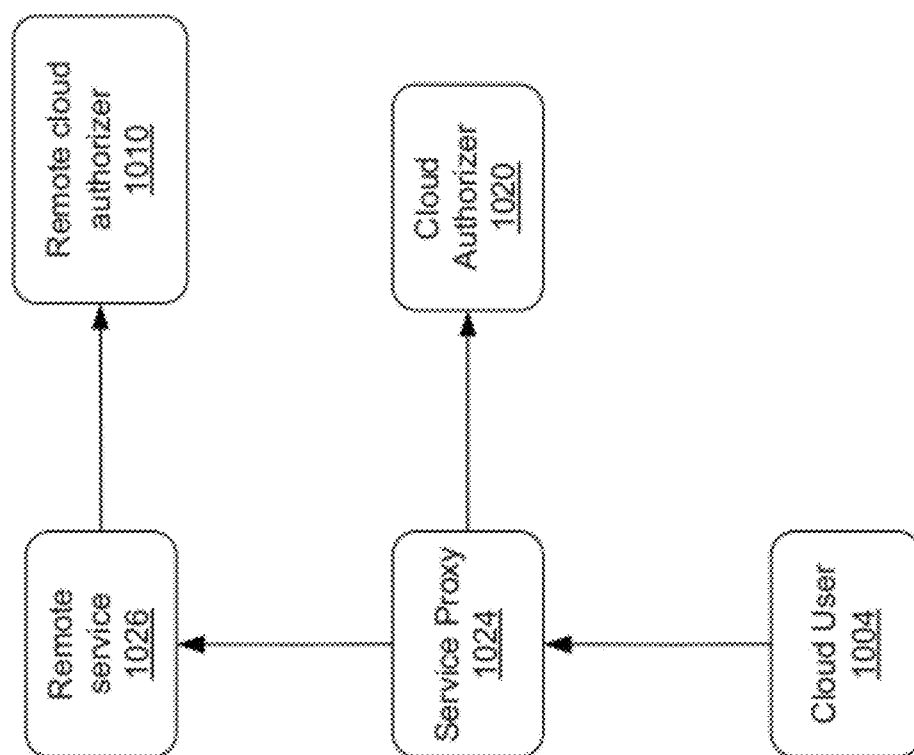 Cloud User
1004
Service Proxy
1024
Remote
service
1026
Cloud
Authorizer
1020
Remote cloud
authorizer
1010